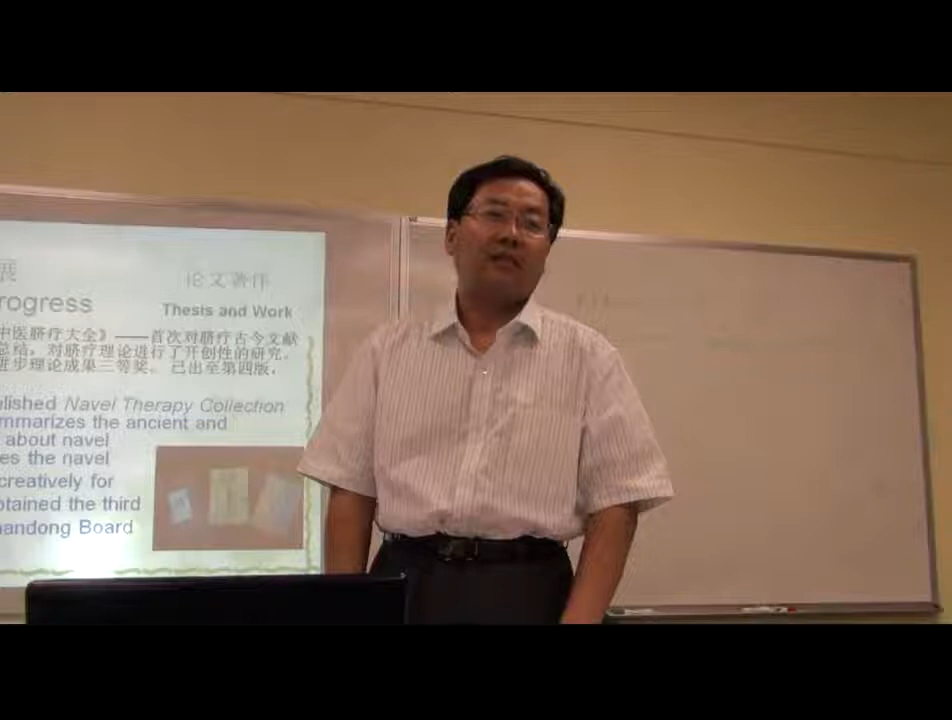 展
论文著作
rogress
Thesis and Work
中医脐疗大全》——首次对脐疗古今文献
总结，对脐疗理论进行了开创性的研究。
进步理论成果三等奖。已出至第四版，
lished Navel Therapy Collection
mmarizes the ancient and
about navel
es the navel
creatively for
btained the third
handong Board